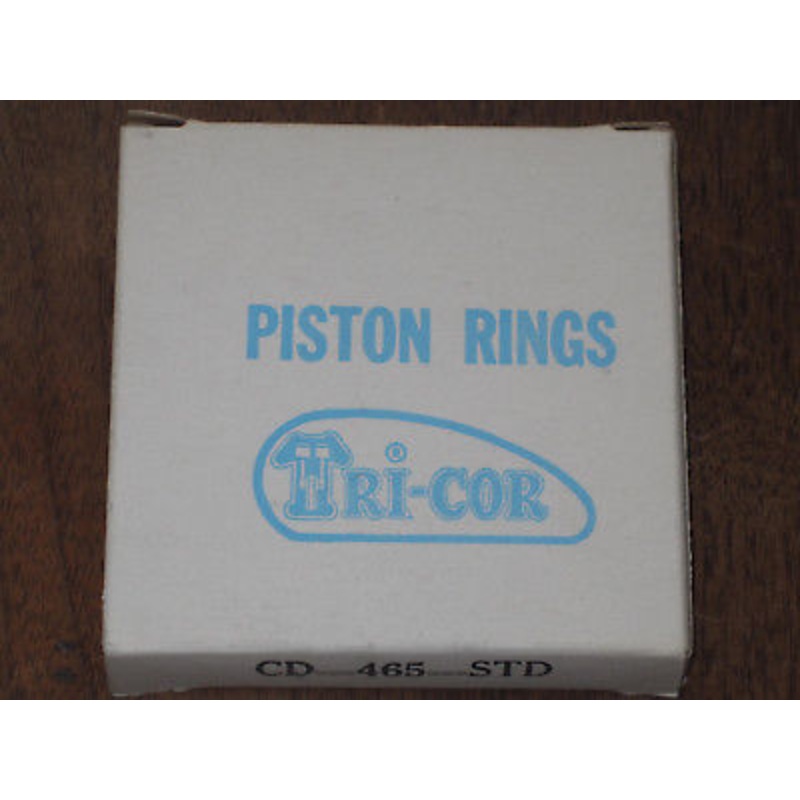 PISTON RINGS
TRI-COR ®
CD 465 STD